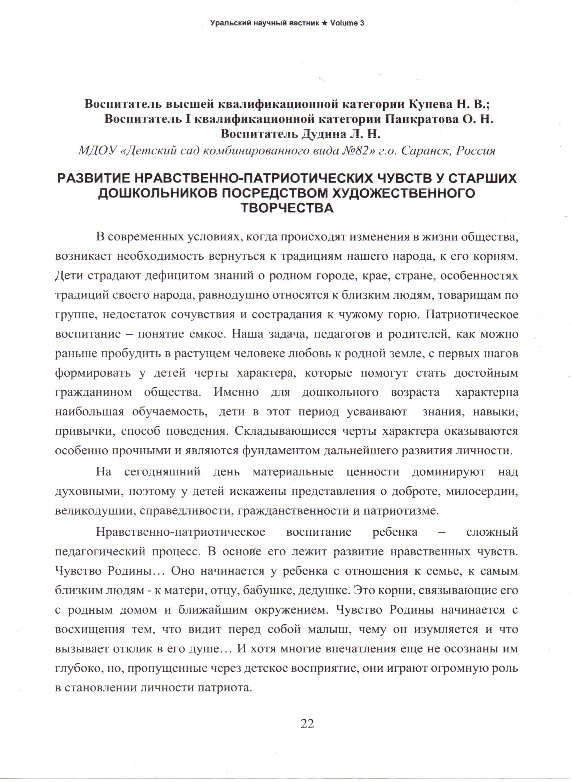 Уральский научный вестник ★ Volume 3
Воспитатель высшей квалификационной категории Купева Н. В.;
Воспитатель I квалификационной категории Панкратова О. Н.
Воспитатель Дудина Л. Н.
МДОУ «Детский сад комбинированного вида №82» г.о. Саранск, Россия
РАЗВИТИЕ НРАВСТВЕННО-ПАТРИОТИЧЕСКИХ ЧУВСТВ У СТАРШИХ
ДОШКОЛЬНИКОВ ПОСРЕДСТВОМ ХУДОЖЕСТВЕННОГО
ТВОРЧЕСТВА
В современных условиях, когда происходят изменения в жизни общества,
возникает необходимость вернуться к традициям нашего народа, к его корням.
Дети страдают дефицитом знаний о родном городе, крае, стране, особенностях
традиций своего народа, равнодушно относятся к близким людям, товарищам по
группе, недостаток сочувствия и сострадания к чужому горю. Патриотическое
воспитание – понятие емкое. Наша задача, педагогов и родителей, как можно
раньше пробудить в растущем человеке любовь к родной земле, с первых шагов
формировать у детей черты характера, которые помогут стать достойным
гражданином общества. Именно для дошкольного возраста характерна
наибольшая обучаемость, дети в этот период усваивают знания, навыки,
привычки, способ поведения. Складывающиеся черты характера оказываются
особенно прочными и являются фундаментом дальнейшего развития личности.
На сегодняшний день материальные ценности доминируют над
духовными, поэтому у детей искажены представления о доброте, милосердии,
великодушии, справедливости, гражданственности и патриотизме.
Нравственно-патриотическое воспитание ребенка – сложный
педагогический процесс. В основе его лежит развитие нравственных чувств.
Чувство Родины… Оно начинается у ребенка с отношения к семье, к самым
близким людям - к матери, отцу, бабушке, дедушке. Это корни, связывающие его
с родным домом и ближайшим окружением. Чувство Родины начинается с
восхищения тем, что видит перед собой малыш, чему он изумляется и что
вызывает отклик в его душе… И хотя многие впечатления еще не осознаны им
глубоко, но, пропущенные через детское восприятие, они играют огромную роль
в становлении личности патриота.
22